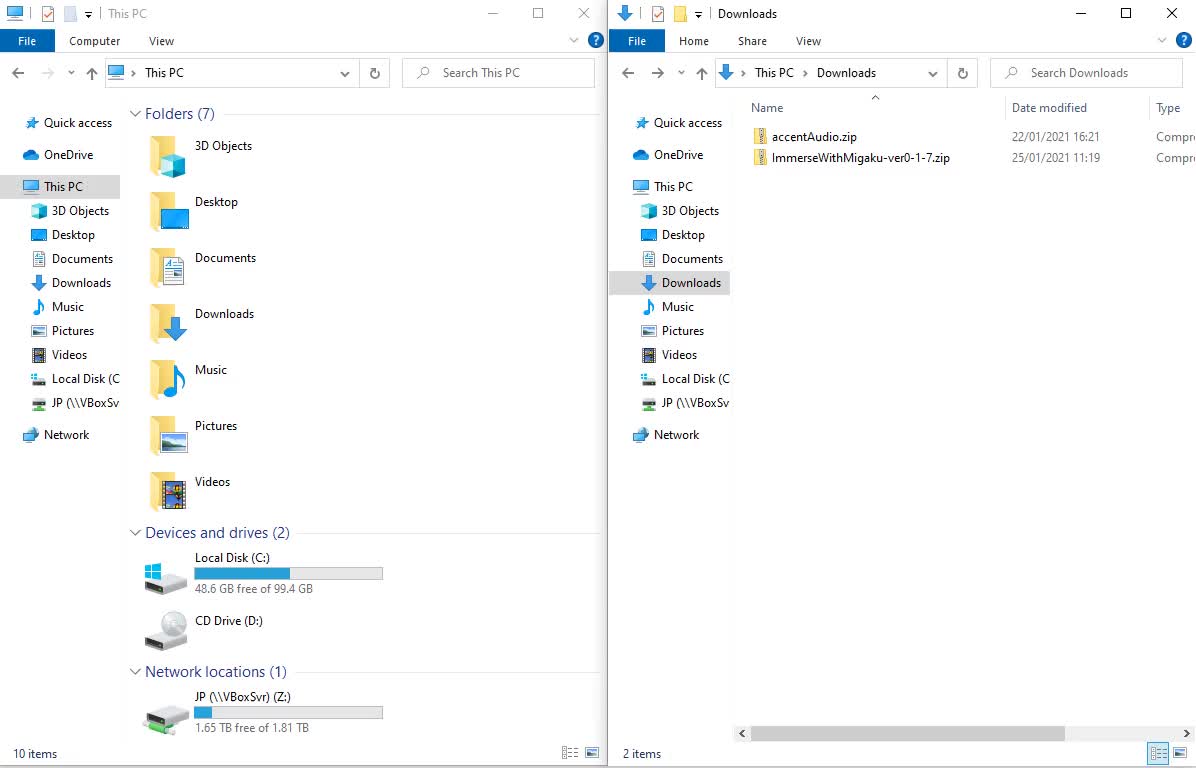 This PC
File Computer View
This PC
Search This PC
Quick access
OneDrive
This PC
3D Objects
Desktop
Documents
Downloads
Music
Pictures
Videos
Local Disk (C
JP (\\VBoxSv
Network
Folders (7)
3D Objects
Desktop
Documents
Downloads
Music
Pictures
Videos
Devices and drives (2)
Local Disk (C:)
48.6 GB free of 99.4 GB
CD Drive (D:)
Network locations (1)
JP (\\VBoxSvr) (Z:)
1.65 TB free of 1.81 TB
10 items
Downloads
File Home Share View
This PC Downloads
Search Downloads
Quick access
OneDrive
This PC
3D Objects
Desktop
Documents
Downloads
Music
Pictures
Videos
Local Disk (C
JP (\\VBoxSv
Network
Name Date modified Type
accentAudio.zip 22/01/2021 16:21 Compre
ImmerseWithMigaku-ver0-1-7.zip 25/01/2021 11:19 Compre
2 items